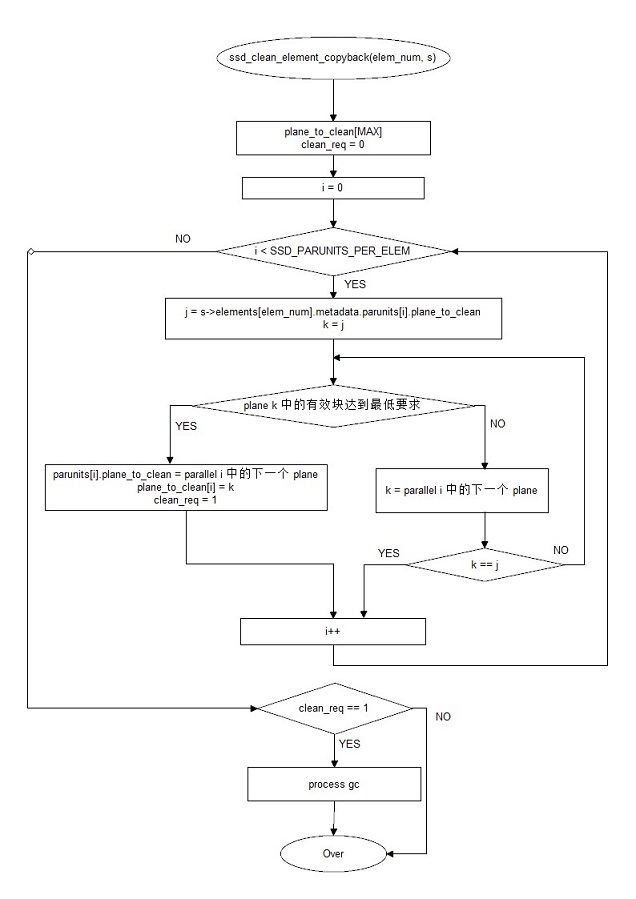 ssd_clean_element_copyback(elem_num, s)
plane_to_clean[MAX]
clean_req = 0
i = 0
NO
i < SSD_PARUNITS_PER_ELEM
YES
j = s->elements[elem_num].metadata.parunits[i].plane_to_clean
k = j
plane k 中的有效块达到最低要求
YES
NO
parunits[i].plane_to_clean = parallel i 中的下一个 plane
plane_to_clean[i] = k
clean_req = 1
k = parallel i 中的下一个 plane
YES
NO
k == j
i++
clean_req == 1
NO
YES
process gc
Over